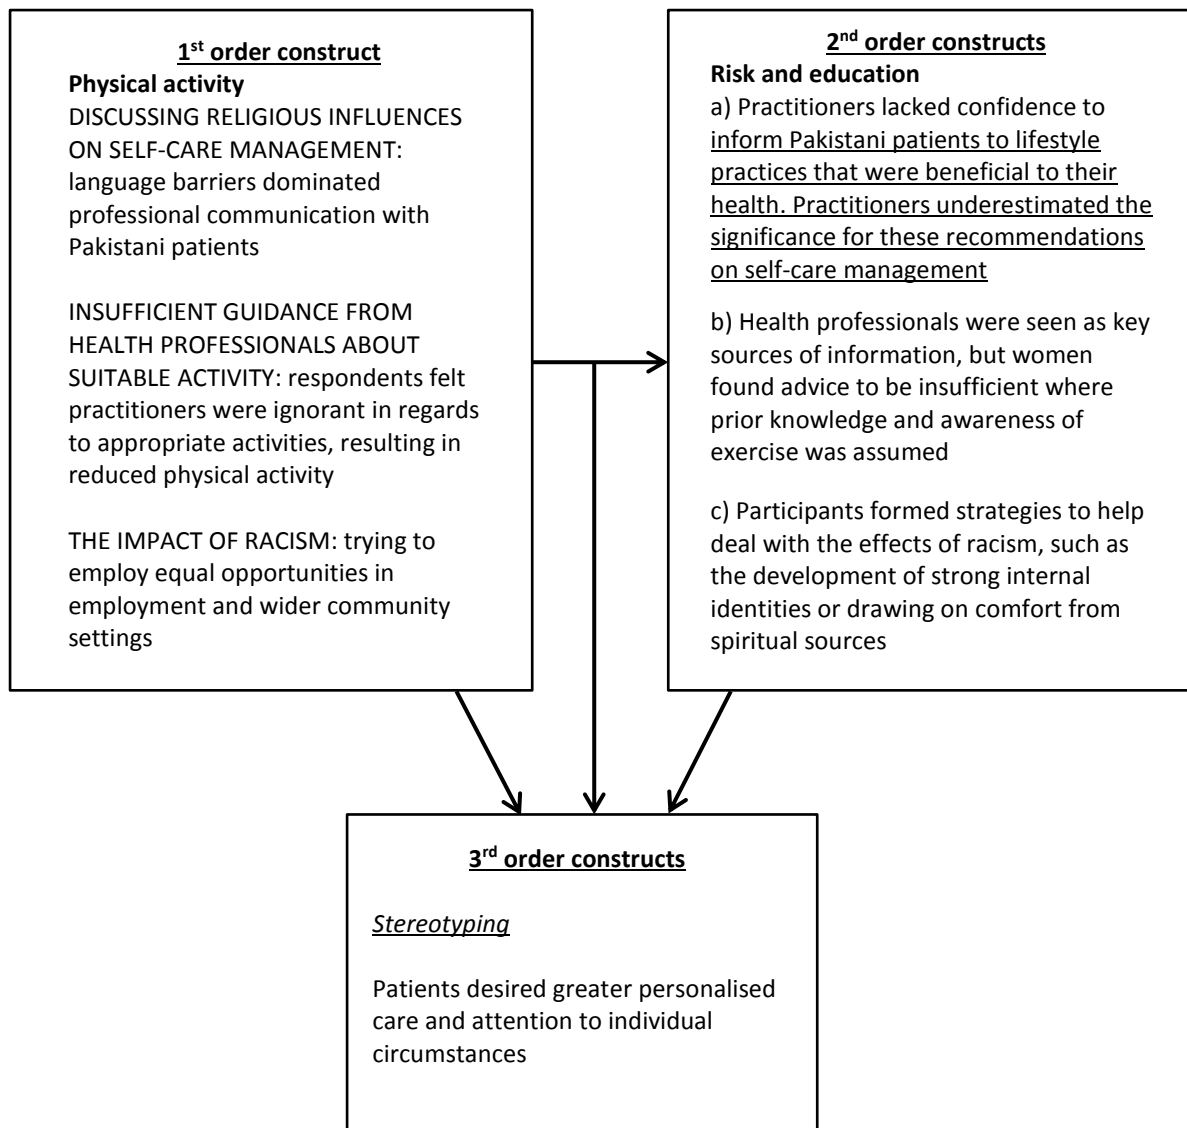 1st order construct
Physical activity
DISCUSSING RELIGIOUS INFLUENCES
ON SELF-CARE MANAGEMENT:
language barriers dominated
professional communication with
Pakistani patients
INSUFFICIENT GUIDANCE FROM
HEALTH PROFESSIONALS ABOUT
SUITABLE ACTIVITY: respondents felt
practitioners were ignorant in regards
to appropriate activities, resulting in
reduced physical activity
THE IMPACT OF RACISM: trying to
employ equal opportunities in
employment and wider community
settings
2nd order constructs
Risk and education
a) Practitioners lacked confidence to
inform Pakistani patients to lifestyle
practices that were beneficial to their
health. Practitioners underestimated the
significance for these recommendations
on self-care management
b) Health professionals were seen as key
sources of information, but women
found advice to be insufficient where
prior knowledge and awareness of
exercise was assumed
c) Participants formed strategies to help
deal with the effects of racism, such as
the development of strong internal
identities or drawing on comfort from
spiritual sources
3rd order constructs
Stereotyping
Patients desired greater personalised
care and attention to individual
circumstances